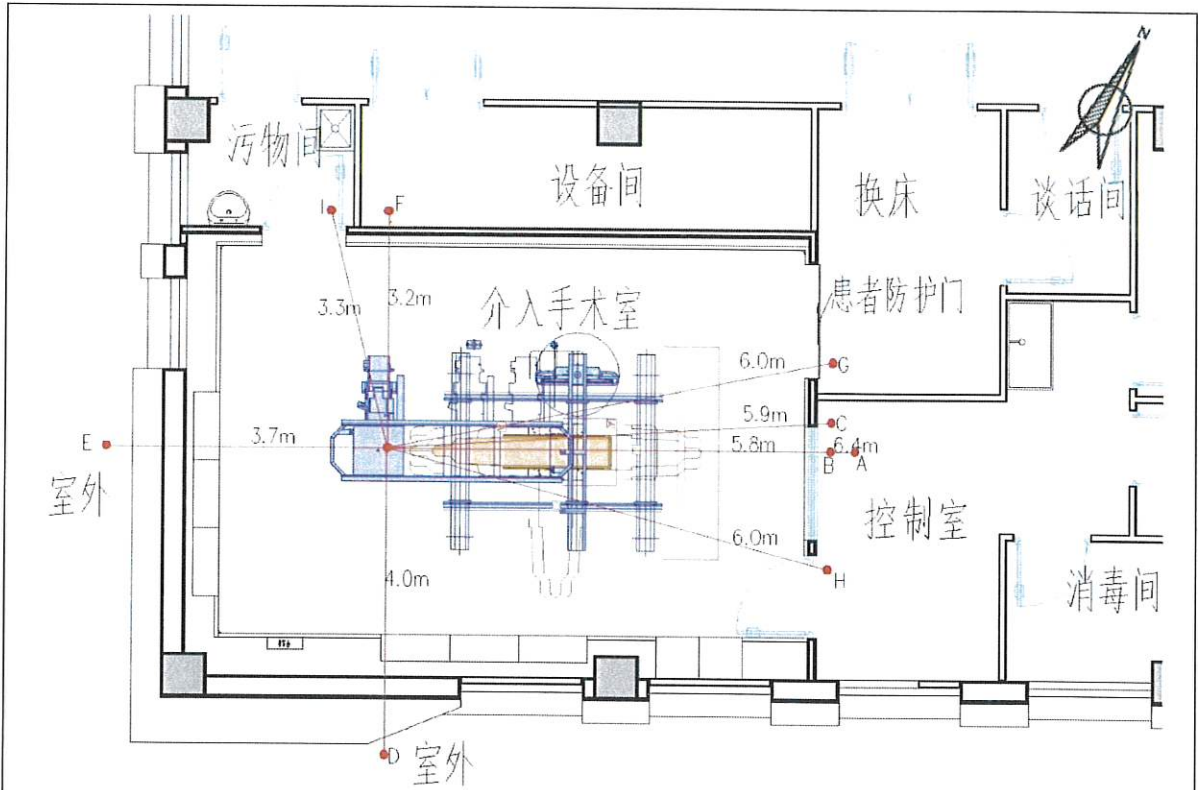 N
污物间
设备间
换床
谈话间
I
F
3.3m
3.2m
介入手术室
患者防护门
6.0m
G
5.9m
C
E
3.7m
5.8m
6.4m
B
A
室外
控制室
6.0m
H
4.0m
消毒间
D
室外